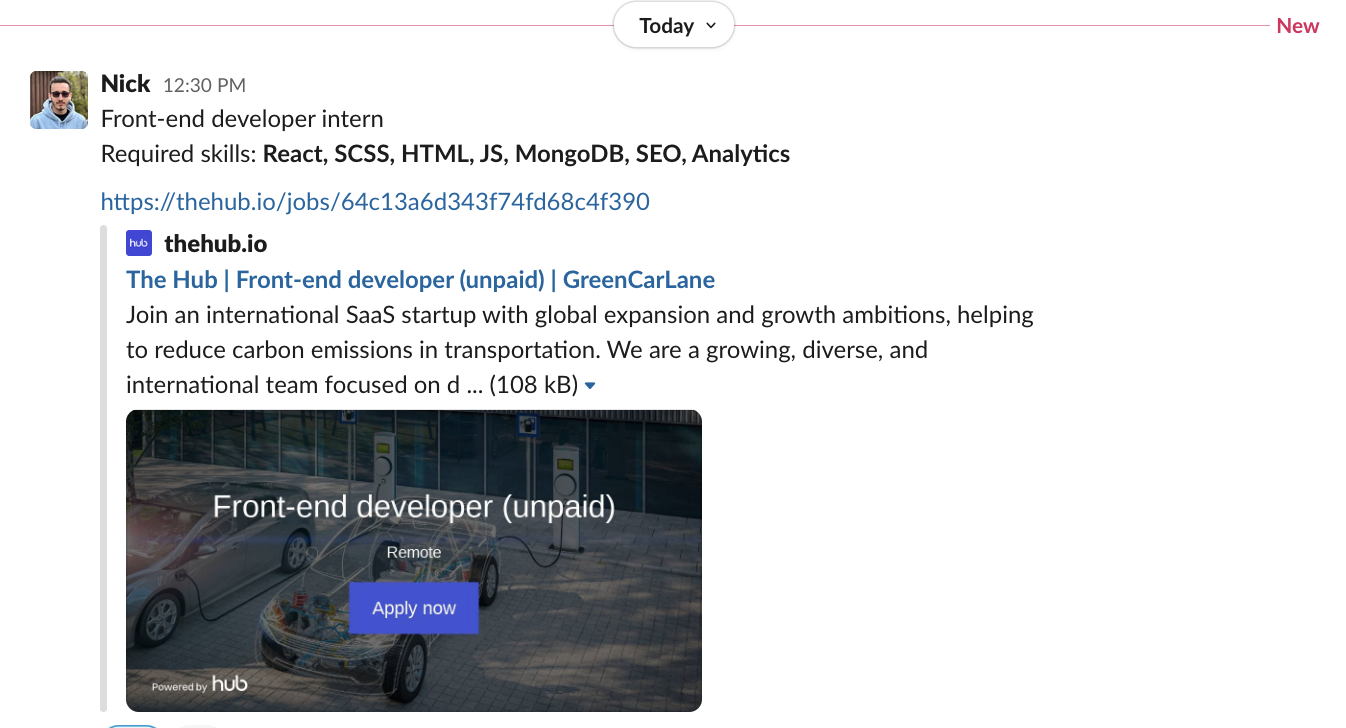 Today
New
Nick 12:30 PM
Front-end developer intern
Required skills: React, SCSS, HTML, JS, MongoDB, SEO, Analytics
https://thehub.io/jobs/64c13a6d343f74fd68c4f390
hub thehub.io
The Hub | Front-end developer (unpaid) | GreenCarLane
Join an international SaaS startup with global expansion and growth ambitions, helping
to reduce carbon emissions in transportation. We are a growing, diverse, and
international team focused on d ... (108 kB)
Front-end developer (unpaid)
Remote
Apply now
Powered by hub